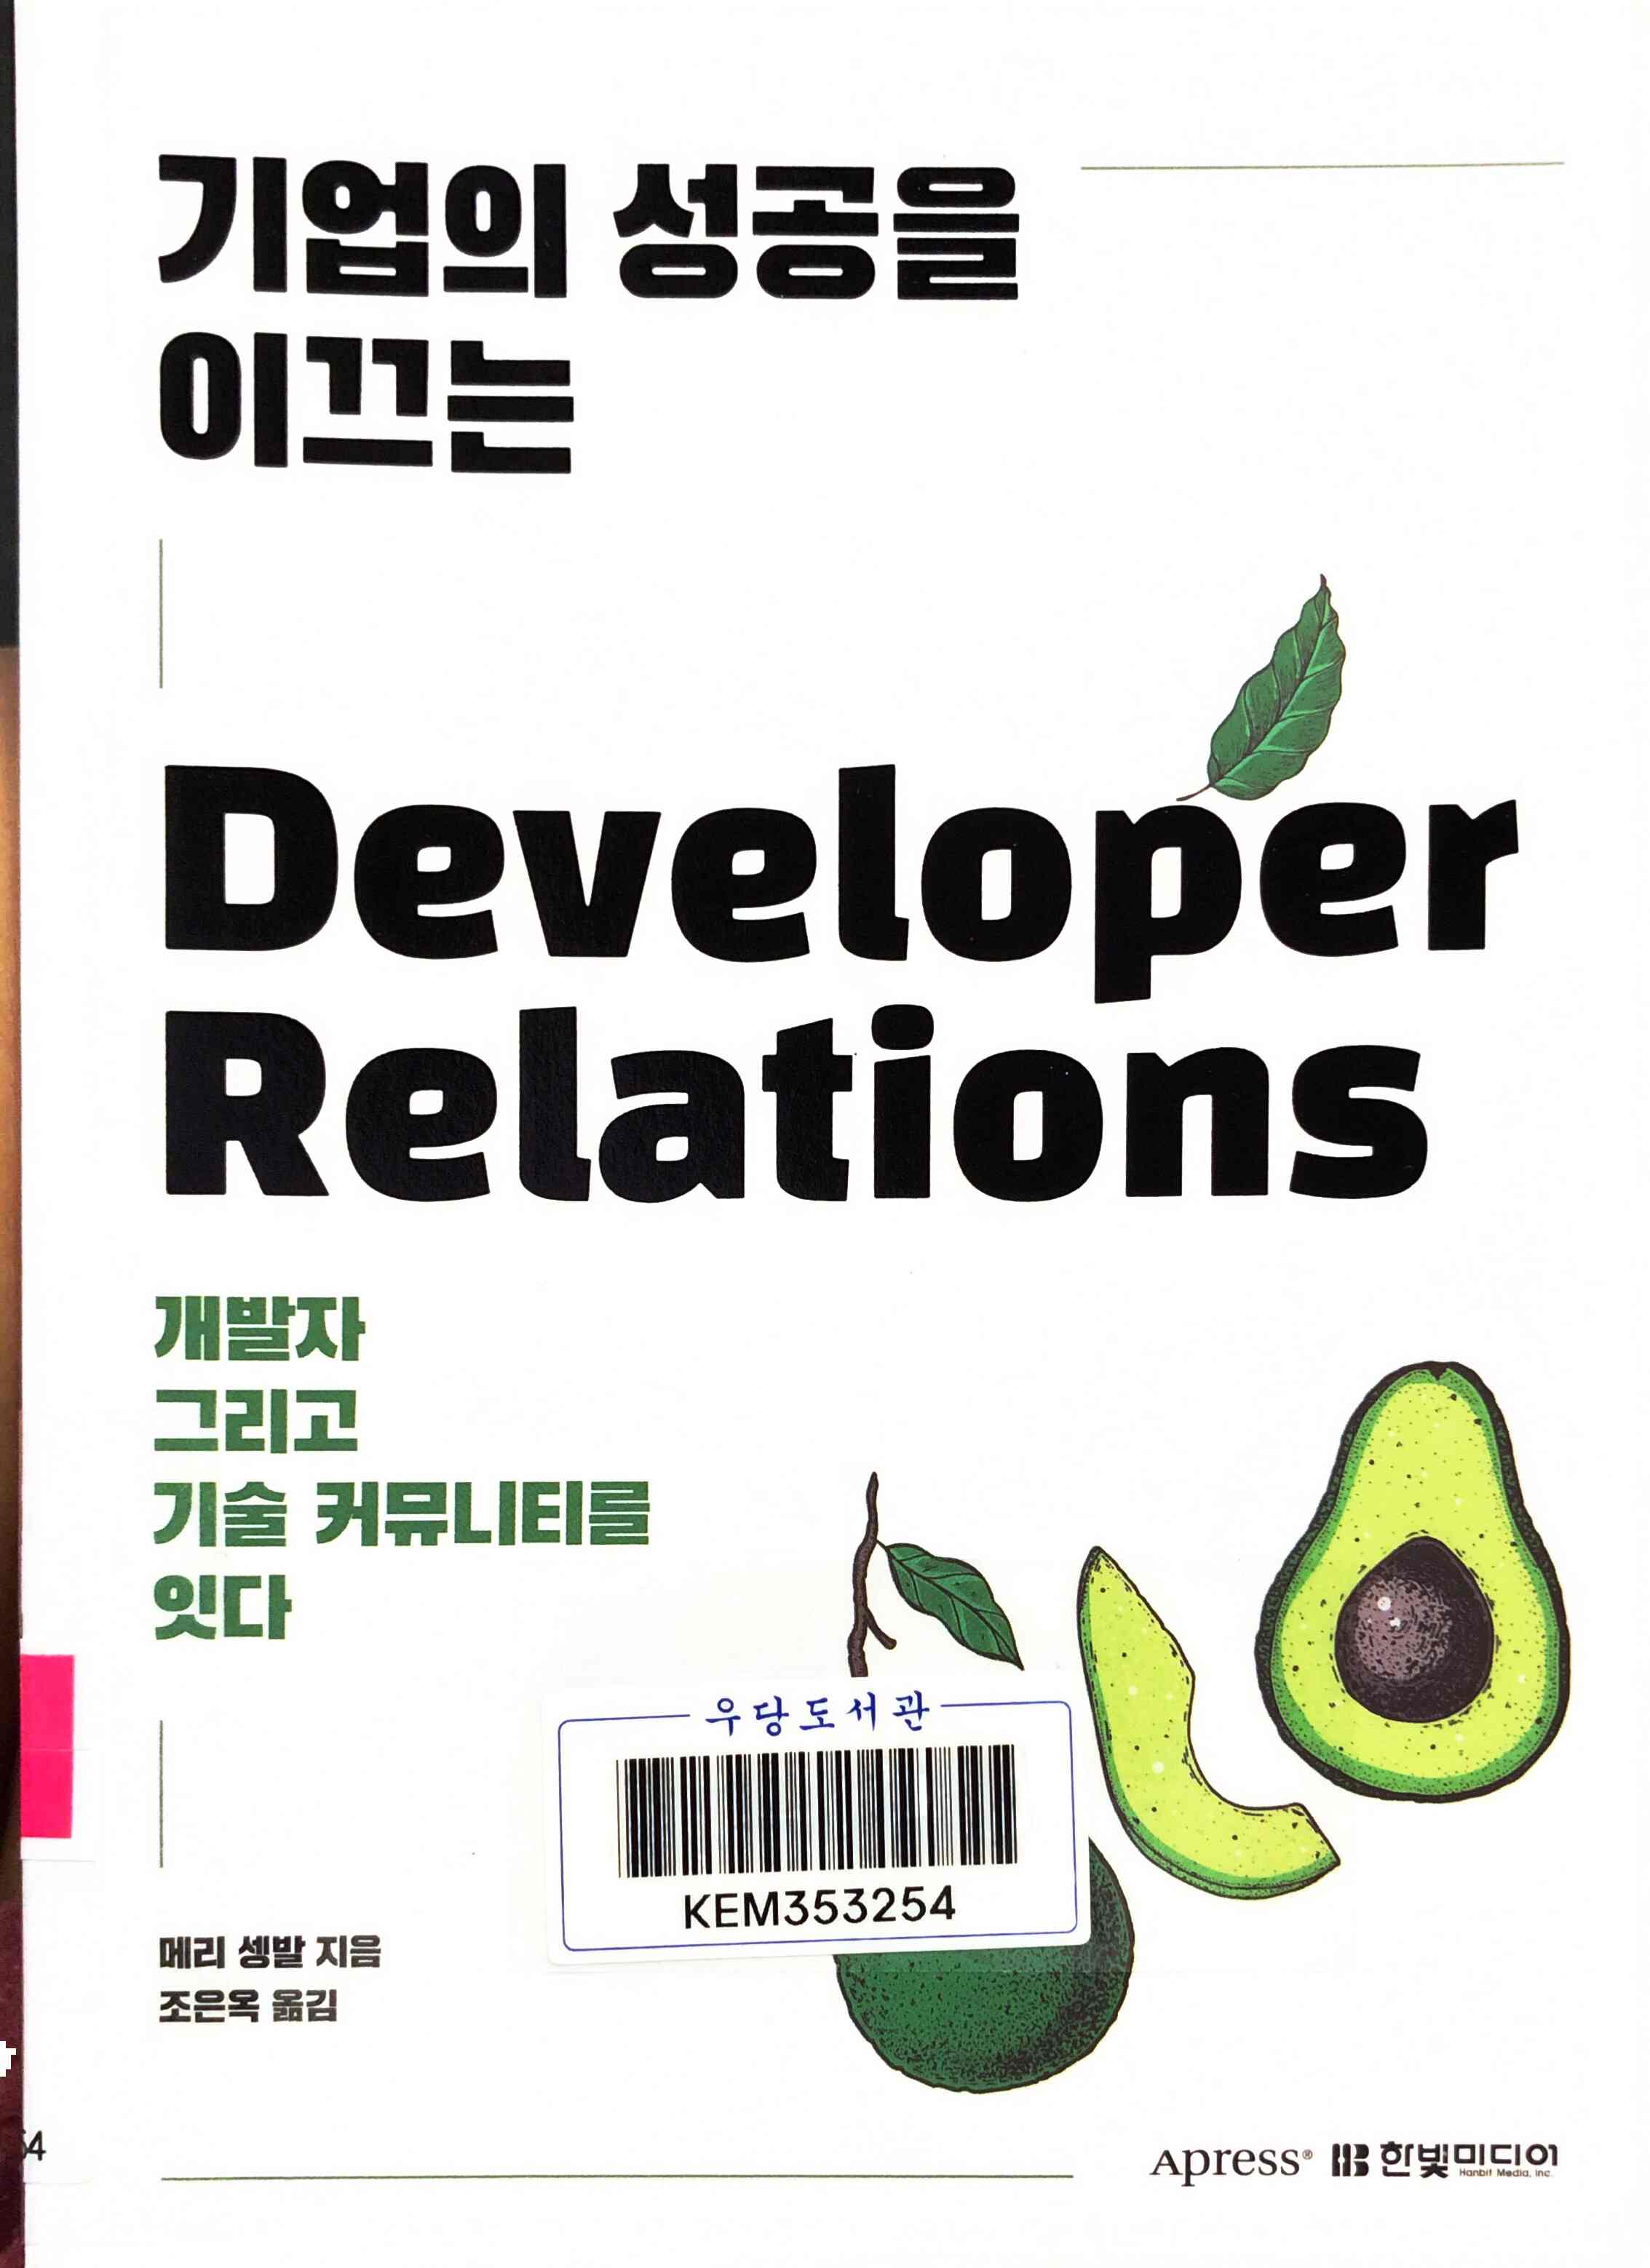 기업의 성공을
이끄는
Developer
Relations
개발자
그리고
기술 커뮤니티를
잇다
우당도서관
KEM353254
메리 셍발 지음
조은옥 옮김
54
Apress® 한빛미디어
Hanbit Media, Inc.